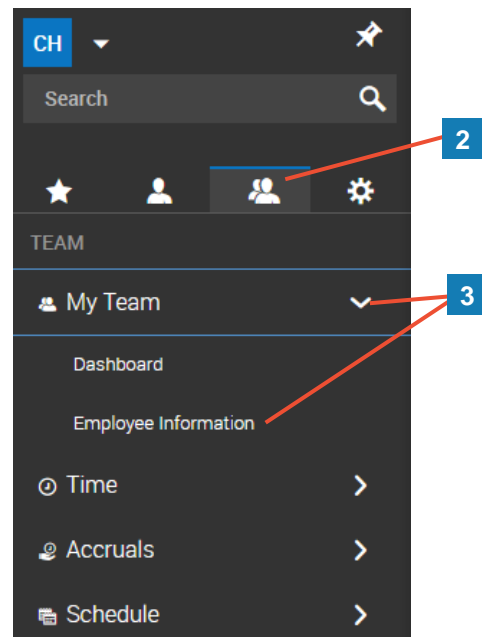 CH
Search
2
TEAM
My Team
3
Dashboard
Employee Information
Time
Accruals
Schedule